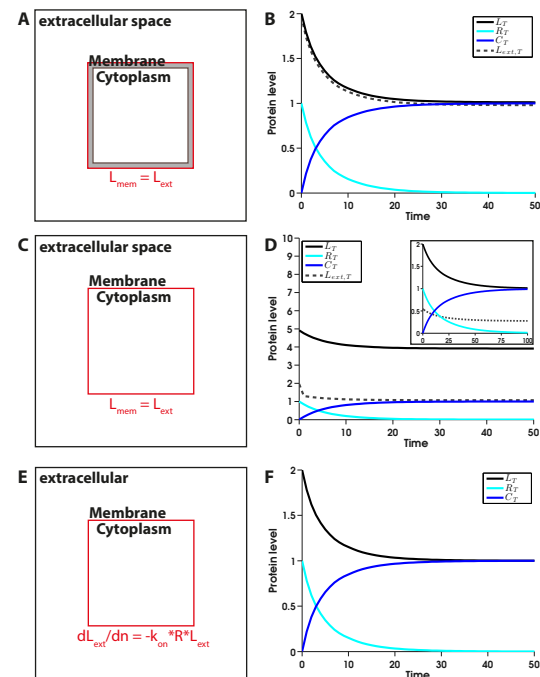 A
extracellular space
Membrane
Cytoplasm
L_mem = L_ext
B
Protein level
2
1.5
1
0.5
0
0 10 20 30 40 50
Time
L_T
R_T
C_T
L_ext,T
C
extracellular space
Membrane
Cytoplasm
L_mem = L_ext
D
Protein level
10
9
8
7
6
5
4
3
2
1
0
0 10 20 30 40 50
Time
L_T
R_T
C_T
L_ext,T
2
1.5
1
0.5
0
0 25 50 75 100
E
extracellular
Membrane
Cytoplasm
dL_ext/dn = -k_on*R*L_ext
F
Protein level
2
1.5
1
0.5
0
0 10 20 30 40 50
Time
L_T
R_T
C_T